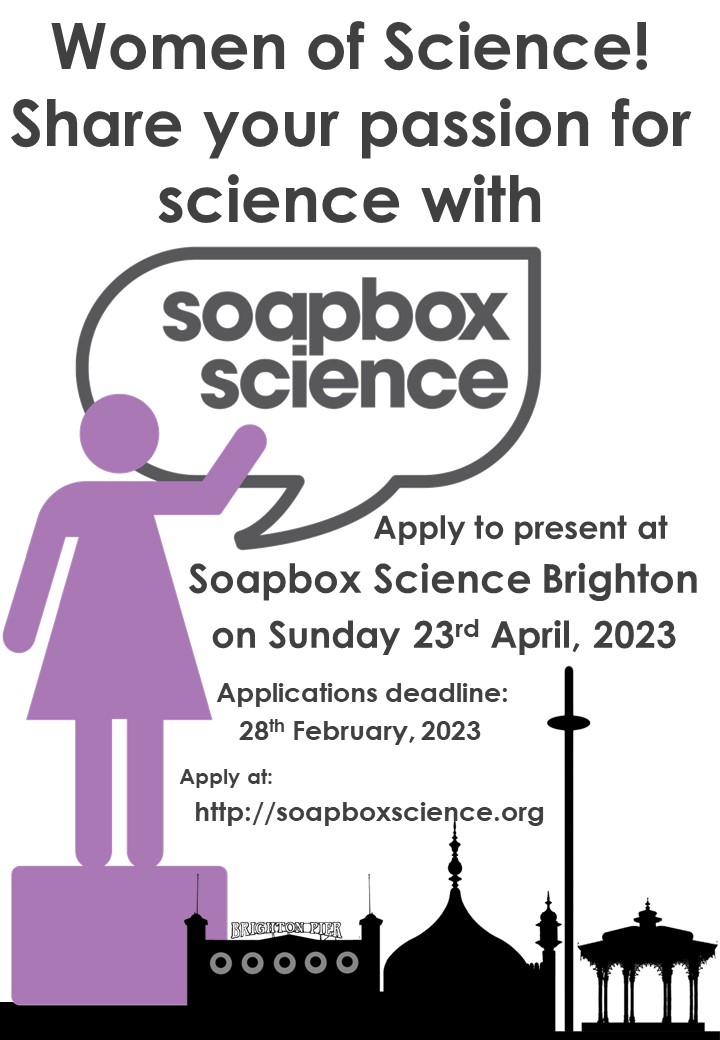 Women of Science!
Share your passion for
science with
soapbox
science
Apply to present at
Soapbox Science Brighton
on Sunday 23rd April, 2023
Applications deadline:
28th February, 2023
Apply at:
http://soapboxscience.org
BRIGHTON PIER